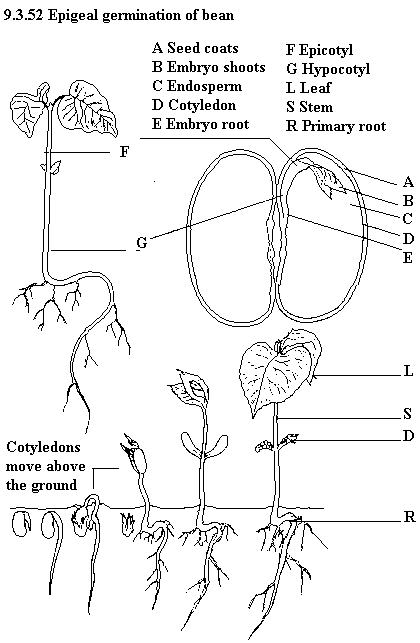 9.3.52 Epigeal germination of bean
A Seed coats
B Embryo shoots
C Endosperm
D Cotyledon
E Embryo root
F Epicotyl
G Hypocotyl
L Leaf
S Stem
R Primary root
F
G
A
B
C
D
E
L
S
D
R
Cotyledons
move above
the ground